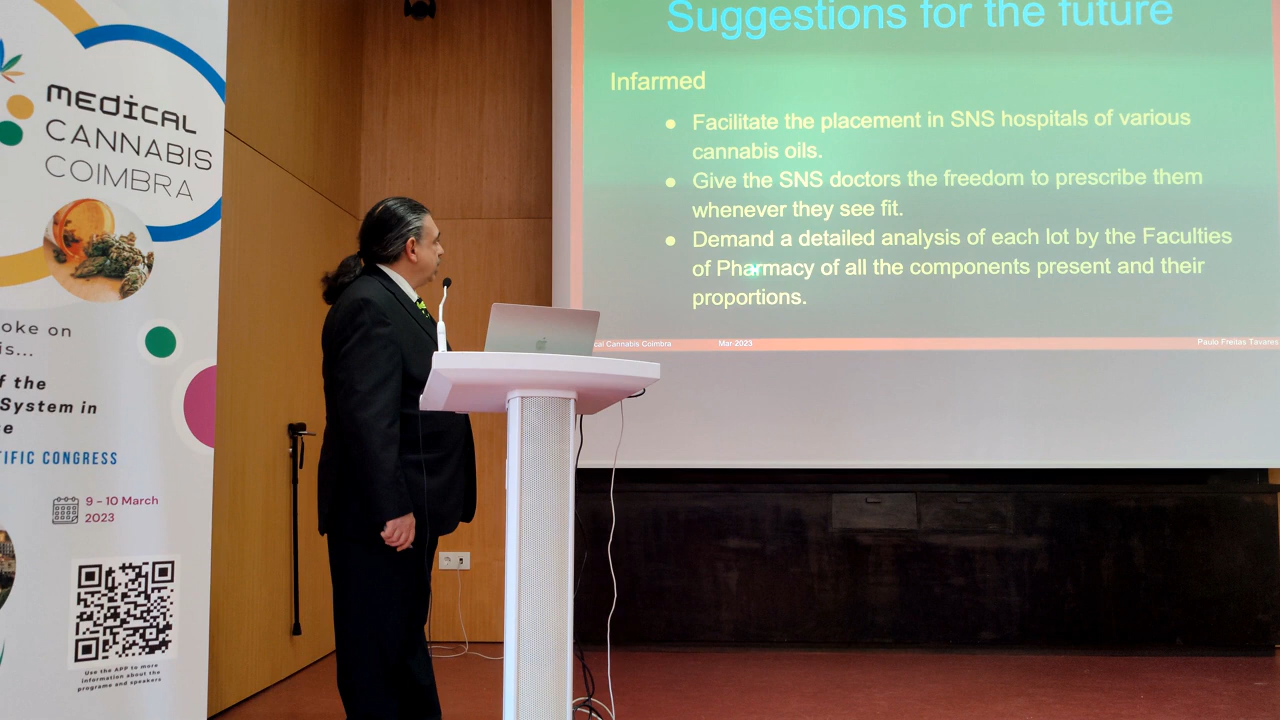 MEDICAL
CANNABIS
COIMBRA
oke on
is...
f the
System in
e
TIFIC CONGRESS
9 - 10 March
2023
Use the APP to more
information about the
programe and speakers
Suggestions for the future
Infarmed
● Facilitate the placement in SNS hospitals of various
cannabis oils.
● Give the SNS doctors the freedom to prescribe them
whenever they see fit.
● Demand a detailed analysis of each lot by the Faculties
of Pharmacy of all the components present and their
proportions.
cal Cannabis Coimbra Mar-2023 Paulo Freitas Tavares